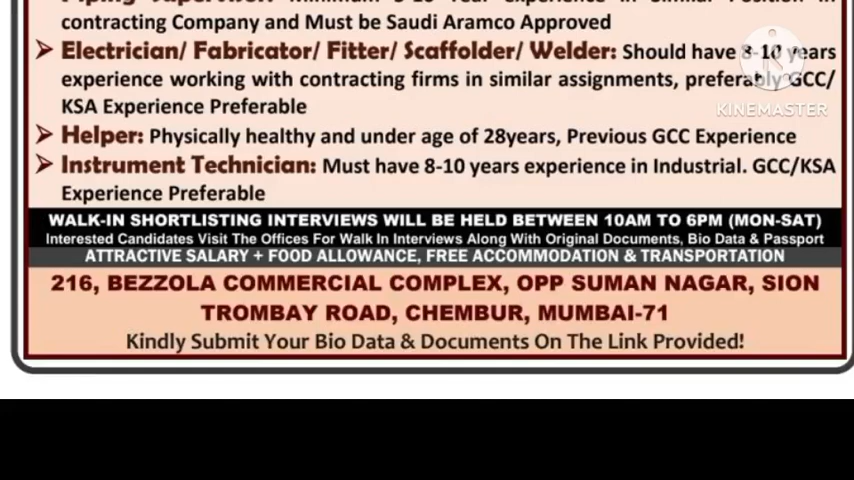 contracting Company and Must be Saudi Aramco Approved
➤ Electrician/ Fabricator/ Fitter/ Scaffolder/ Welder: Should have 8-10 years
experience working with contracting firms in similar assignments, preferably GCC/
KSA Experience Preferable
KINEMASTER
➤ Helper: Physically healthy and under age of 28years, Previous GCC Experience
➤ Instrument Technician: Must have 8-10 years experience in Industrial. GCC/KSA
Experience Preferable
WALK-IN SHORTLISTING INTERVIEWS WILL BE HELD BETWEEN 10AM TO 6PM (MON-SAT)
Interested Candidates Visit The Offices For Walk In Interviews Along With Original Documents, Bio Data & Passport
ATTRACTIVE SALARY + FOOD ALLOWANCE, FREE ACCOMMODATION & TRANSPORTATION
216, BEZZOLA COMMERCIAL COMPLEX, OPP SUMAN NAGAR, SION
TROMBAY ROAD, CHEMBUR, MUMBAI-71
Kindly Submit Your Bio Data & Documents On The Link Provided!